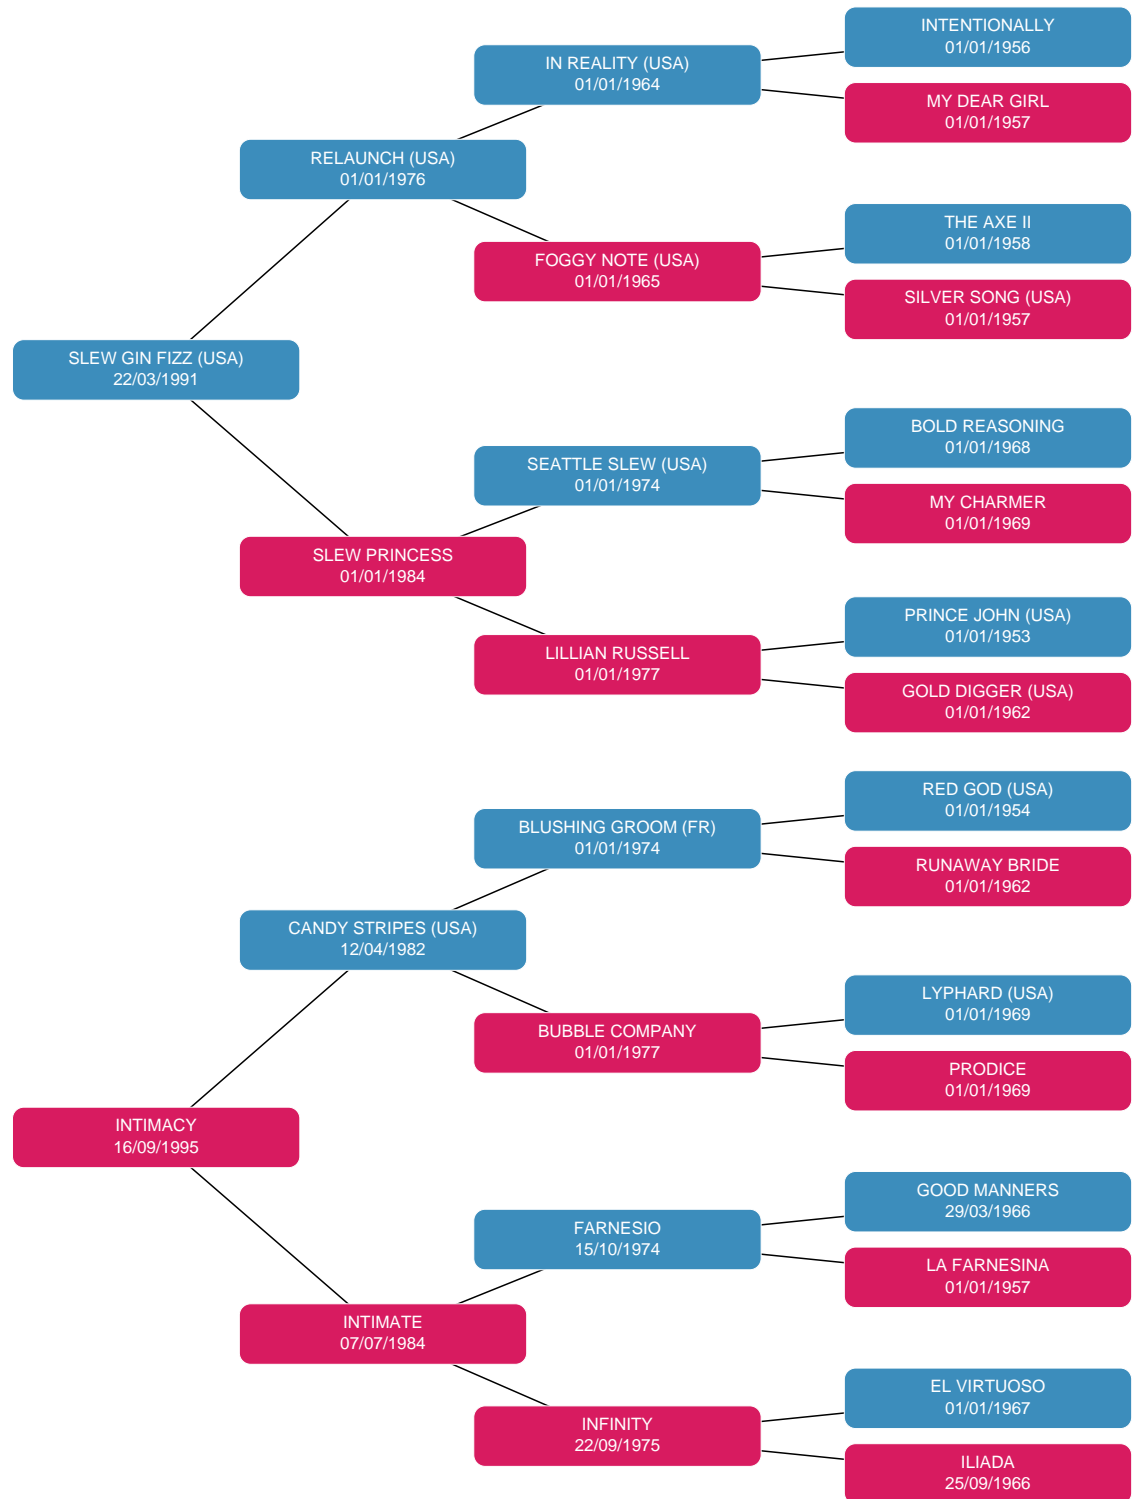 INTENTIONALLY
01/01/1956
IN REALITY (USA)
01/01/1964
MY DEAR GIRL
01/01/1957
RELAUNCH (USA)
01/01/1976
THE AXE II
01/01/1958
FOGGY NOTE (USA)
01/01/1965
SILVER SONG (USA)
01/01/1957
SLEW GIN FIZZ (USA)
22/03/1991
BOLD REASONING
01/01/1968
SEATTLE SLEW (USA)
01/01/1974
MY CHARMER
01/01/1969
SLEW PRINCESS
01/01/1984
PRINCE JOHN (USA)
01/01/1953
LILLIAN RUSSELL
01/01/1977
GOLD DIGGER (USA)
01/01/1962
RED GOD (USA)
01/01/1954
BLUSHING GROOM (FR)
01/01/1974
RUNAWAY BRIDE
01/01/1962
CANDY STRIPES (USA)
12/04/1982
LYPHARD (USA)
01/01/1969
BUBBLE COMPANY
01/01/1977
PRODICE
01/01/1969
INTIMACY
16/09/1995
GOOD MANNERS
29/03/1966
FARNESIO
15/10/1974
LA FARNESINA
01/01/1957
INTIMATE
07/07/1984
EL VIRTUOSO
01/01/1967
INFINITY
22/09/1975
ILIADA
25/09/1966